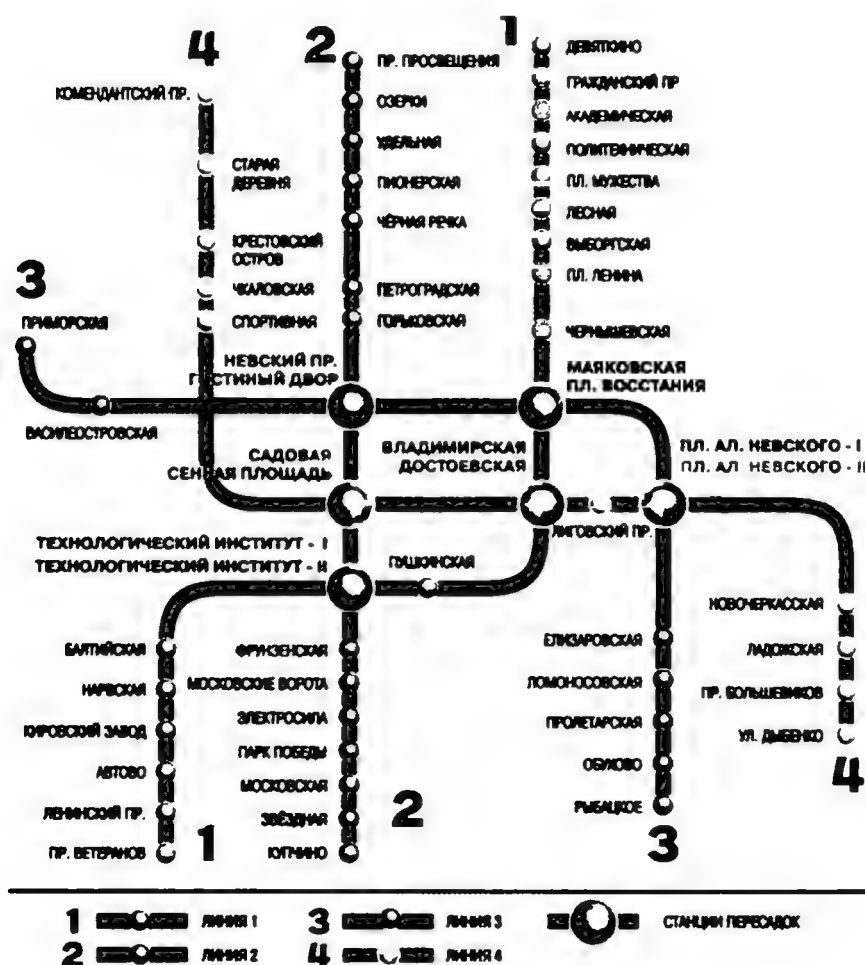 4
2
1
КОМЕНДАНТСКИЙ ПР.
СТАРАЯ
ДЕРЕВНЯ
КРЕСТОВСКИЙ
ОСТРОВ
ЧКАЛОВСКАЯ
СПОРТИВНАЯ
ПР. ПРОСВЕЩЕНИЯ
ОЗЕРКИ
УДЕЛЬНАЯ
ПИОНЕРСКАЯ
ЧЁРНАЯ РЕЧКА
ПЕТРОГРАДСКАЯ
ГОРЬКОВСКАЯ
ДЕВЯТКИНО
ГРАЖДАНСКИЙ ПР
АКАДЕМИЧЕСКАЯ
ПОЛИТЕХНИЧЕСКАЯ
ПЛ. МУЖЕСТВА
ЛЕСНАЯ
ВЫБОРГСКАЯ
ПЛ. ЛЕНИНА
ЧЕРНЫШЕВСКАЯ
3
ПРИМОРСКАЯ
ВАСИЛЕОСТРОВСКАЯ
НЕВСКИЙ ПР.
ГОСТИНЫЙ ДВОР
МАЯКОВСКАЯ
ПЛ. ВОССТАНИЯ
САДОВАЯ
СЕННАЯ ПЛОЩАДЬ
ВЛАДИМИРСКАЯ
ДОСТОЕВСКАЯ
ПЛ. АЛ. НЕВСКОГО - I
ПЛ. АЛ НЕВСКОГО - II
ЛИГОВСКИЙ ПР.
ТЕХНОЛОГИЧЕСКИЙ ИНСТИТУТ - I
ТЕХНОЛОГИЧЕСКИЙ ИНСТИТУТ - II
ПУШКИНСКАЯ
БАЛТИЙСКАЯ
НАРВСКАЯ
КИРОВСКИЙ ЗАВОД
АВТОВО
ЛЕНИНСКИЙ ПР.
ПР. ВЕТЕРАНОВ
1
ФРУНЗЕНСКАЯ
МОСКОВСКИЕ ВОРОТА
ЭЛЕКТРОСИЛА
ПАРК ПОБЕДЫ
МОСКОВСКАЯ
ЗВЁЗДНАЯ
КУПЧИНО
2
ЕЛИЗАРОВСКАЯ
ЛОМОНОСОВСКАЯ
ПРОЛЕТАРСКАЯ
ОБУХОВО
РЫБАЦКОЕ
3
НОВОЧЕРКАССКАЯ
ЛАДОЖСКАЯ
ПР. БОЛЬШЕВИКОВ
УЛ. ДЫБЕНКО
4
1 ЛИНИЯ 1
2 ЛИНИЯ 2
3 ЛИНИЯ 3
4 ЛИНИЯ 4
СТАНЦИИ ПЕРЕСАДОК